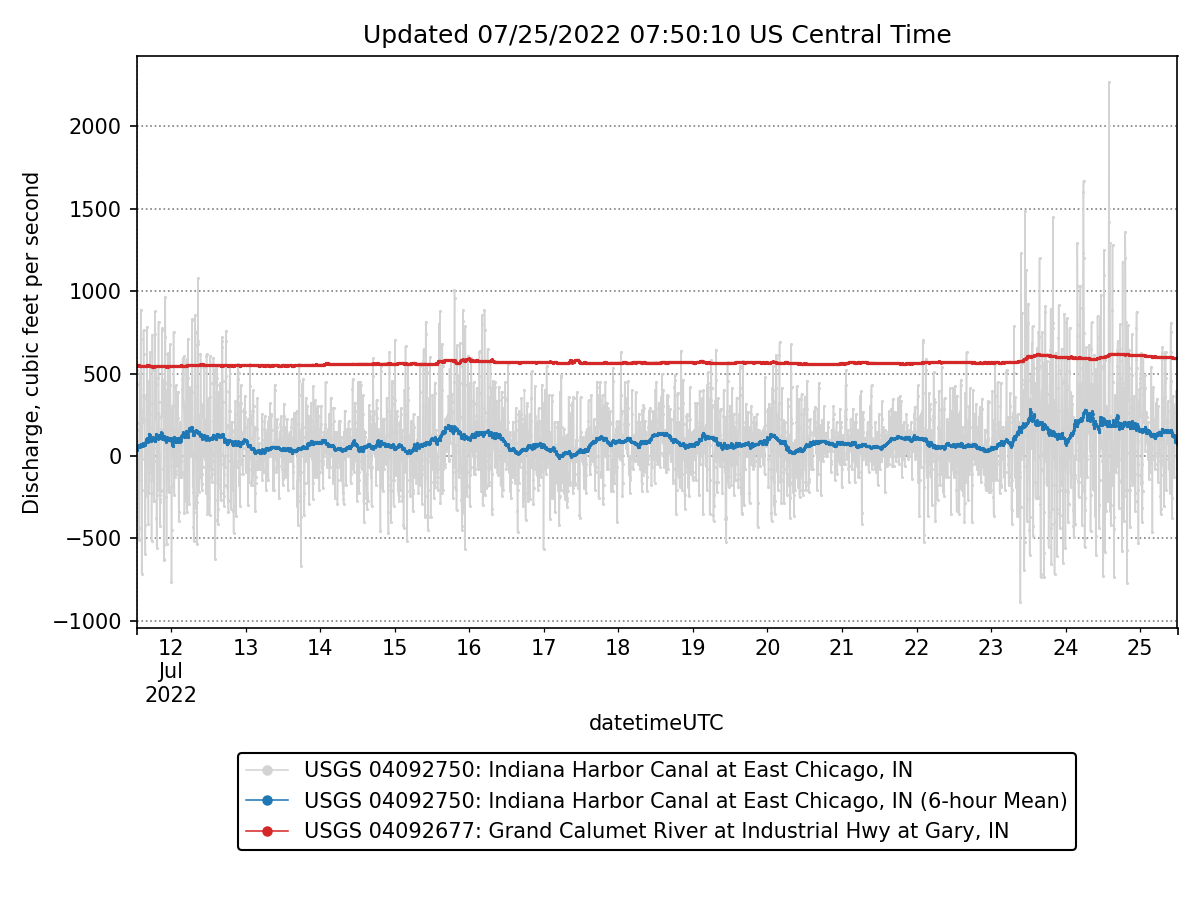 Updated 07/25/2022 07:50:10 US Central Time
Discharge, cubic feet per second
2000
1500
1000
500
0
−500
−1000
12 13 14 15 16 17 18 19 20 21 22 23 24 25
Jul
2022
datetimeUTC
USGS 04092750: Indiana Harbor Canal at East Chicago, IN
USGS 04092750: Indiana Harbor Canal at East Chicago, IN (6-hour Mean)
USGS 04092677: Grand Calumet River at Industrial Hwy at Gary, IN